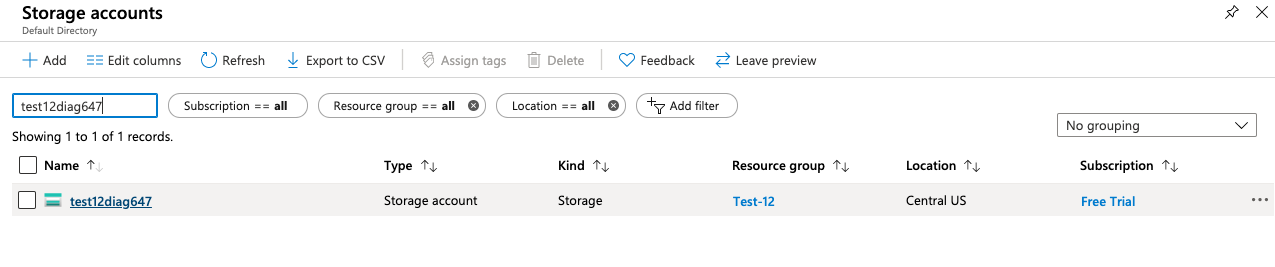 Storage accounts
Default Directory
Add Edit columns Refresh Export to CSV Assign tags Delete Feedback Leave preview
test12diag647 Subscription == all Resource group == all Location == all Add filter
No grouping
Showing 1 to 1 of 1 records.
Name Type Kind Resource group Location Subscription
test12diag647 Storage account Storage Test-12 Central US Free Trial